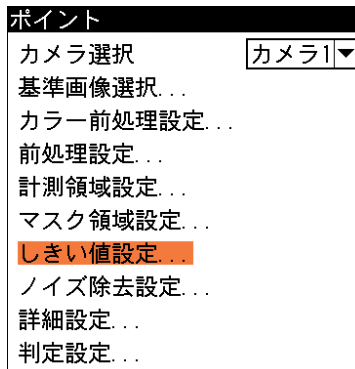 ポイント
カメラ選択 カメラ1
基準画像選択...
カラー前処理設定...
前処理設定...
計測領域設定...
マスク領域設定...
しきい値設定...
ノイズ除去設定...
詳細設定...
判定設定...